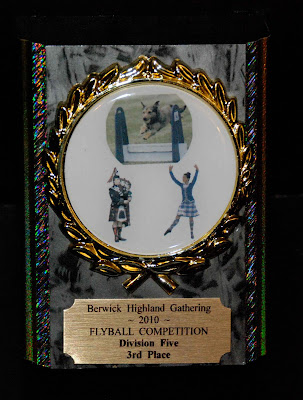 Berwick Highland Gathering
~ 2010 ~
FLYBALL COMPETITION
Division Five
3rd Place